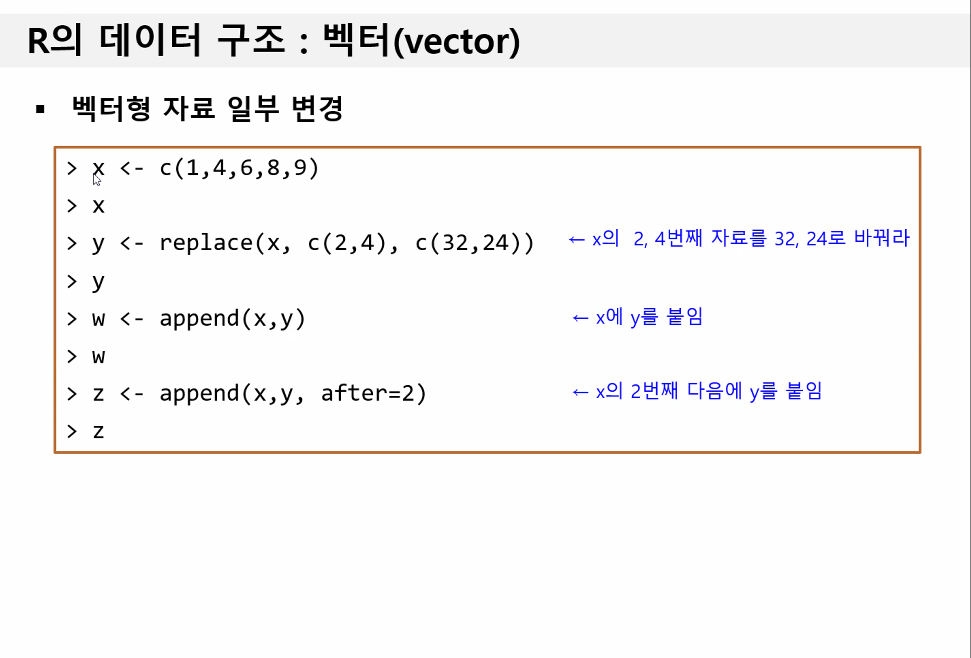 R의 데이터 구조 : 벡터(vector)
▪ 벡터형 자료 일부 변경
> x <- c(1,4,6,8,9)
> x
> y <- replace(x, c(2,4), c(32,24)) ← x의 2, 4번째 자료를 32, 24로 바꿔라
> y
> w <- append(x,y) ← x에 y를 붙임
> w
> z <- append(x,y, after=2) ← x의 2번째 다음에 y를 붙임
> z